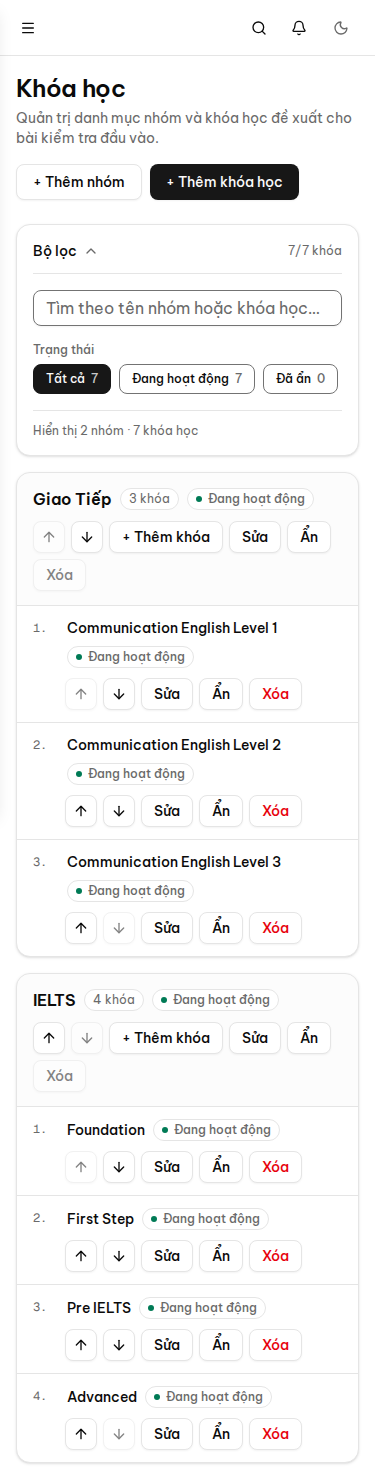 Khóa học
Quản trị danh mục nhóm và khóa học đề xuất cho
bài kiểm tra đầu vào.
+ Thêm nhóm
+ Thêm khóa học
Bộ lọc
7/7 khóa
Tìm theo tên nhóm hoặc khóa học...
Trạng thái
Tất cả 7
Đang hoạt động 7
Đã ẩn 0
Hiển thị 2 nhóm · 7 khóa học
Giao Tiếp 3 khóa Đang hoạt động
↑ ↓ + Thêm khóa Sửa Ẩn
Xóa
1. Communication English Level 1
Đang hoạt động
↑ ↓ Sửa Ẩn Xóa
2. Communication English Level 2
Đang hoạt động
↑ ↓ Sửa Ẩn Xóa
3. Communication English Level 3
Đang hoạt động
↑ ↓ Sửa Ẩn Xóa
IELTS 4 khóa Đang hoạt động
↑ ↓ + Thêm khóa Sửa Ẩn
Xóa
1. Foundation Đang hoạt động
↑ ↓ Sửa Ẩn Xóa
2. First Step Đang hoạt động
↑ ↓ Sửa Ẩn Xóa
3. Pre IELTS Đang hoạt động
↑ ↓ Sửa Ẩn Xóa
4. Advanced Đang hoạt động
↑ ↓ Sửa Ẩn Xóa